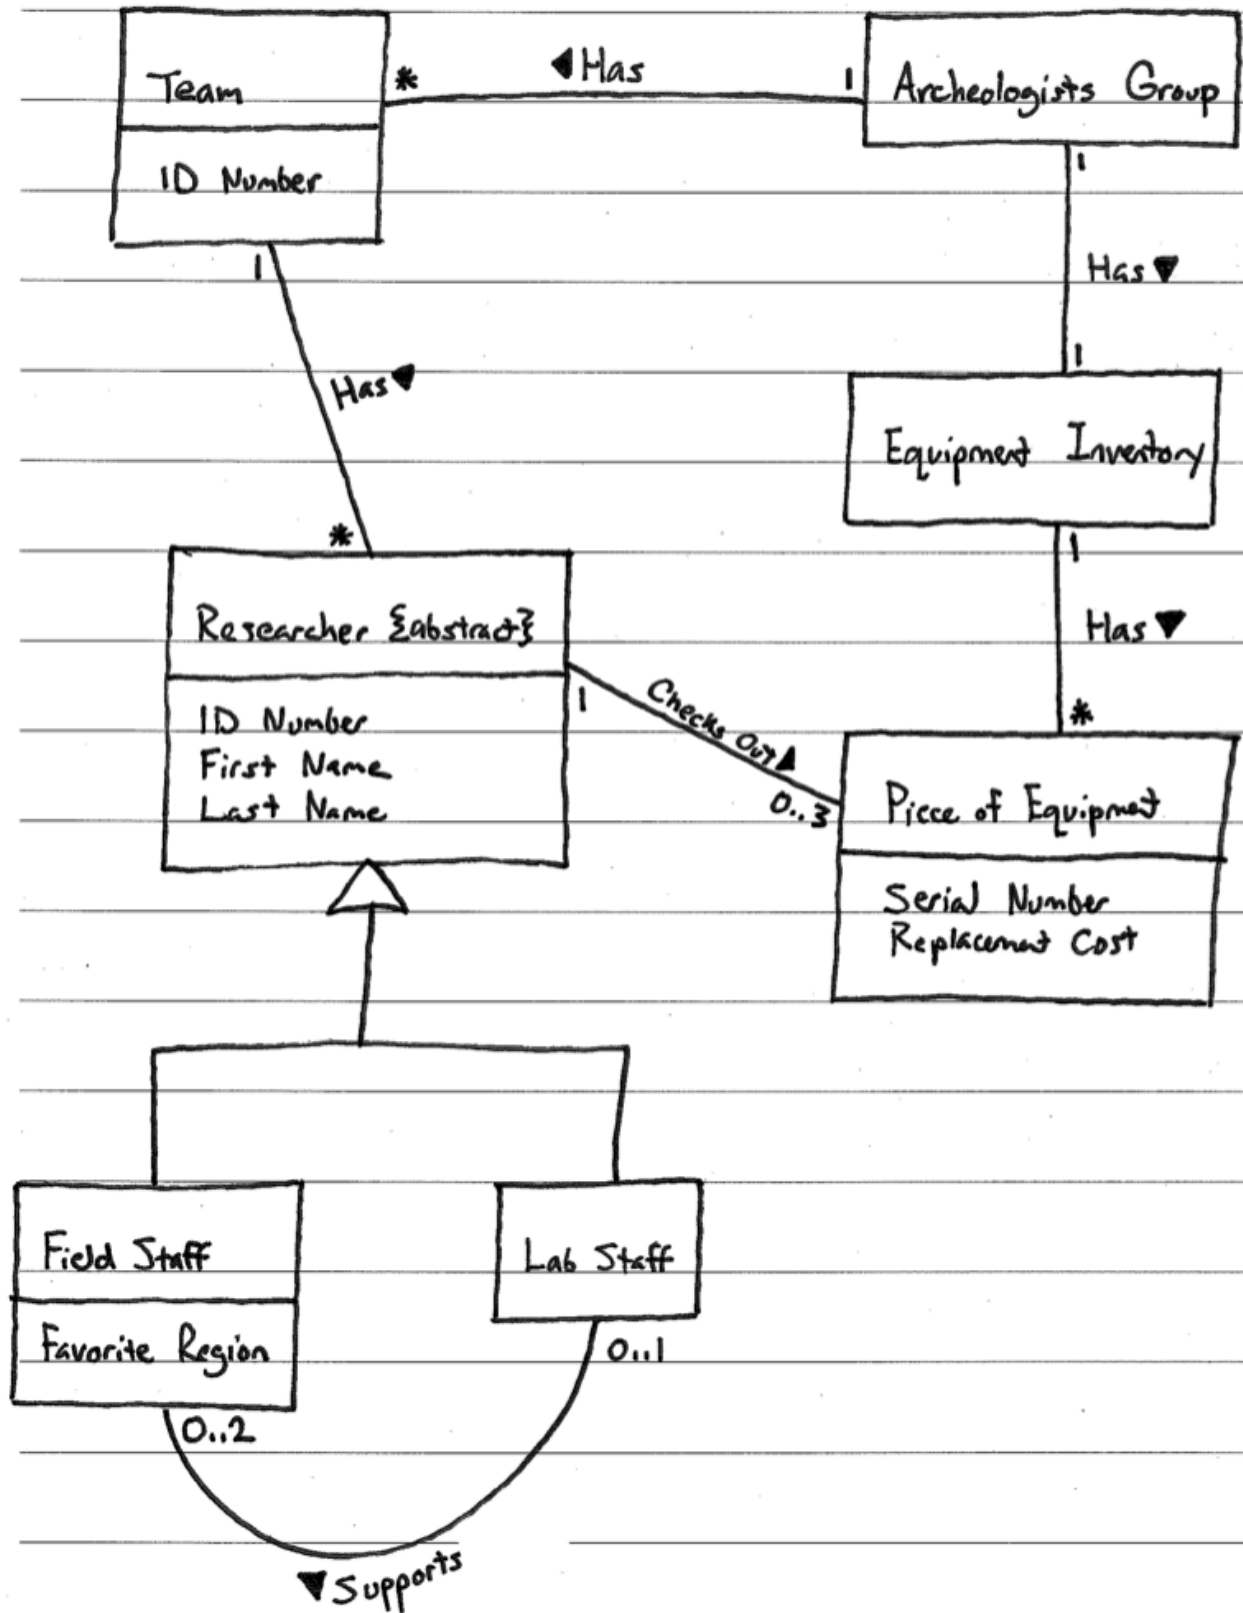 Team
ID Number
*
◀Has
1
Archeologists Group
1
Has▼
1
Equipment Inventory
1
Has▼
*
Piece of Equipment
Serial Number
Replacement Cost
1
Has▼
*
Researcher {abstract}
ID Number
First Name
Last Name
1
Checks Out▲
0..3
Field Staff
Favorite Region
0..2
Lab Staff
0..1
▼Supports